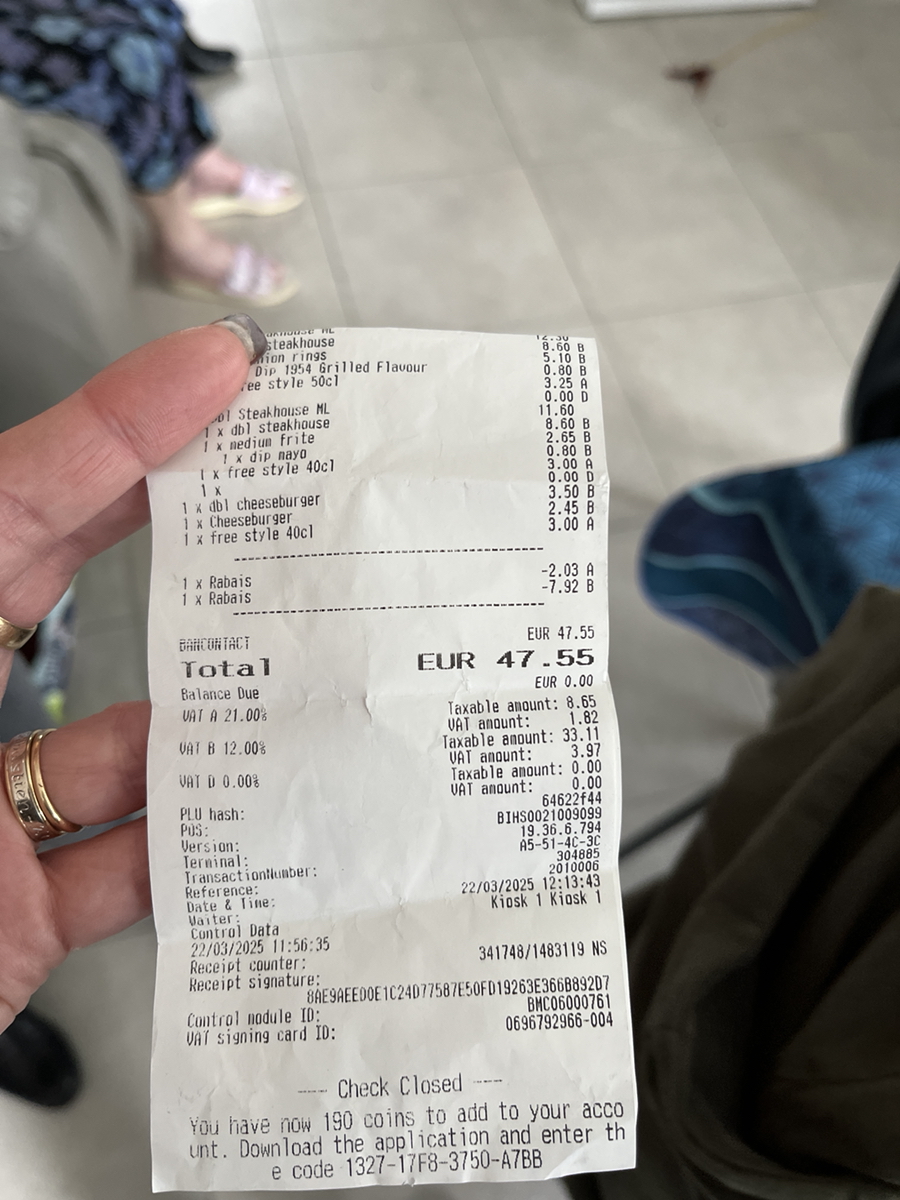 steakhouse 8.60 B
rings 5.10 B
Dip 1954 Grilled Flavour 0.80 B
style 50cl 3.25 A
0.00 D
Steakhouse ML 11.60
1 x dbl steakhouse 8.60 B
1 x medium frite 2.65 B
1 x dip mayo 0.80 B
1 x free style 40cl 3.00 A
1 x 0.00 D
1 x dbl cheeseburger 3.50 B
1 x Cheeseburger 2.45 B
1 x free style 40cl 3.00 A
1 x Rabais -2.03 A
1 x Rabais -7.92 B
BANCONTACT EUR 47.55
Total EUR 47.55
Balance Due EUR 0.00
VAT A 21.00% Taxable amount: 8.65
VAT amount: 1.82
VAT B 12.00% Taxable amount: 33.11
VAT amount: 3.97
VAT D 0.00% Taxable amount: 0.00
VAT amount: 0.00
PLU hash: 64622f44
POS: BIHS0021009099
Version: 19.36.6.794
Terminal: A5-51-4C-3C
TransactionNumber: 304885
Reference: 2010006
Date & Time: 22/03/2025 12:13:43
Waiter: Kiosk 1 Kiosk 1
Control Data
22/03/2025 11:56:35
Receipt counter: 341748/1483119 NS
Receipt signature:
8AE9AEED0E1C24D77587E50FD19263E366B892D7
Control module ID: BMC06000761
VAT signing card ID: 0696792966-004
---- Check Closed ----
You have now 190 coins to add to your acco
unt. Download the application and enter th
e code 1327-17F8-3750-A7BB